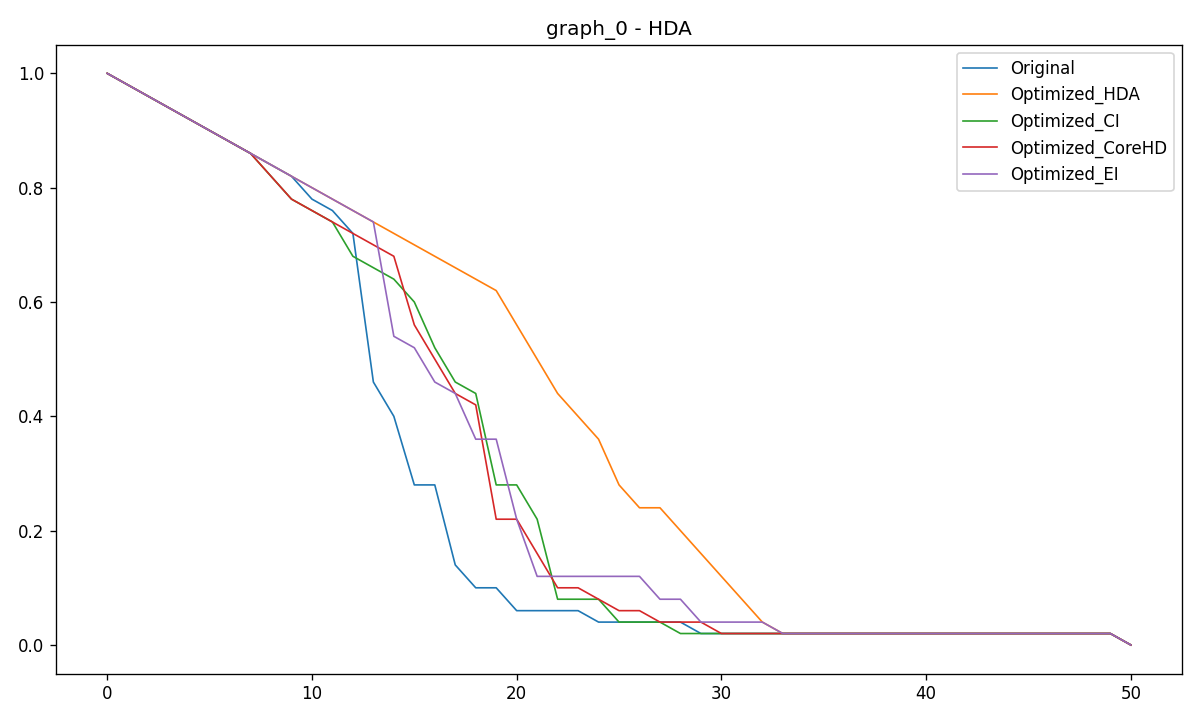 graph_0 - HDA
1.0
0.8
0.6
0.4
0.2
0.0
0 10 20 30 40 50
Original
Optimized_HDA
Optimized_CI
Optimized_CoreHD
Optimized_EI